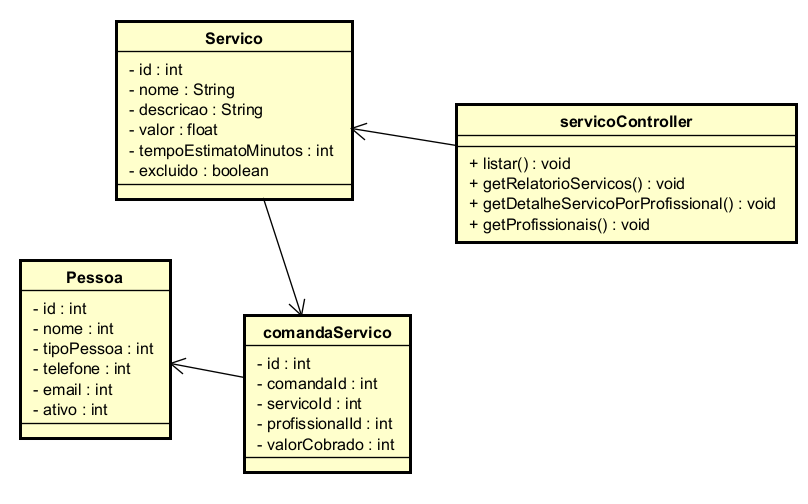 Servico
- id : int
- nome : String
- descricao : String
- valor : float
- tempoEstimatoMinutos : int
- excluido : boolean
servicoController
+ listar() : void
+ getRelatorioServicos() : void
+ getDetalheServicoPorProfissional() : void
+ getProfissionais() : void
Pessoa
- id : int
- nome : int
- tipoPessoa : int
- telefone : int
- email : int
- ativo : int
comandaServico
- id : int
- comandaId : int
- servicoId : int
- profissionalId : int
- valorCobrado : int